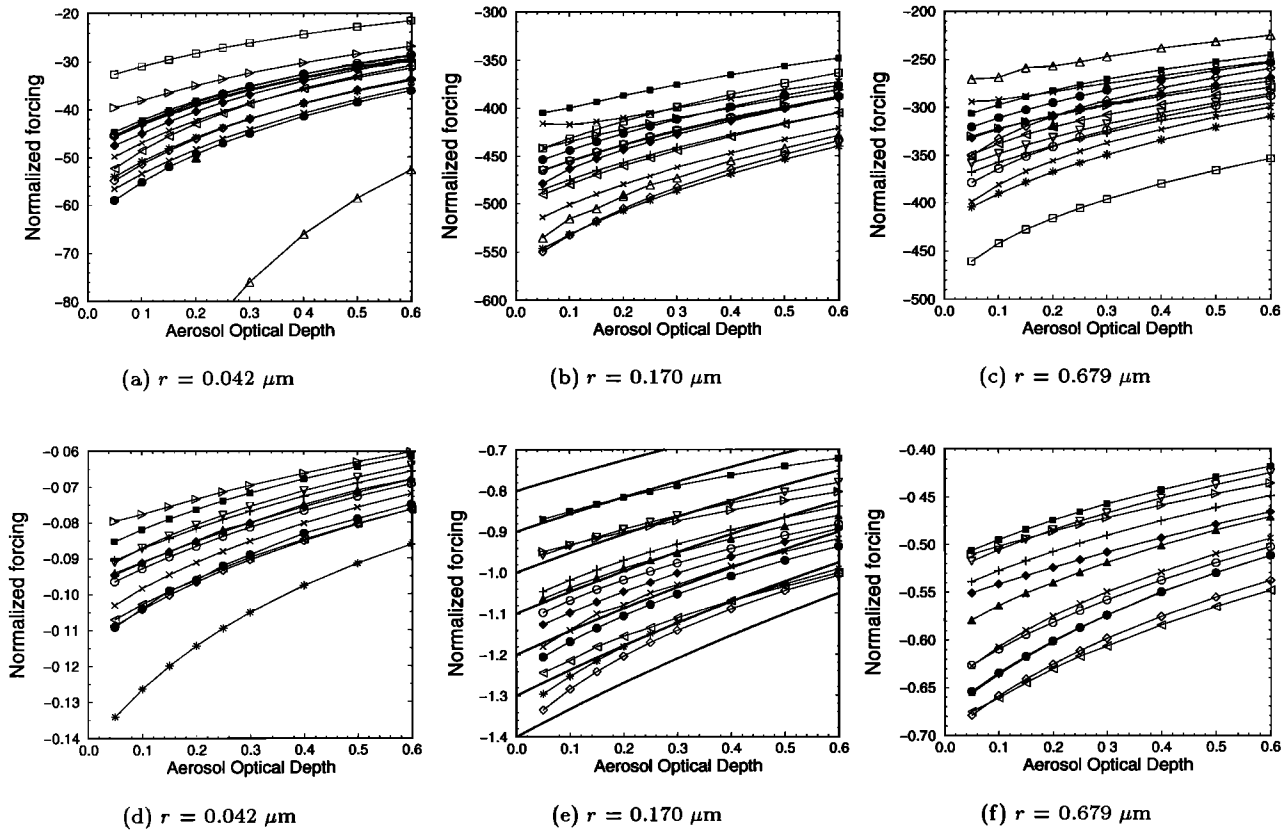 −20
−30
−40
−50
−60
−70
−80
Normalized forcing
0.0 0.1 0.2 0.3 0.4 0.5 0.6
Aerosol Optical Depth
(a) r = 0.042 μm
−300
−350
−400
−450
−500
−550
−600
Normalized forcing
0.0 0.1 0.2 0.3 0.4 0.5 0.6
Aerosol Optical Depth
(b) r = 0.170 μm
−200
−250
−300
−350
−400
−450
−500
Normalized forcing
0.0 0.1 0.2 0.3 0.4 0.5 0.6
Aerosol Optical Depth
(c) r = 0.679 μm
−0 06
−0 07
−0.08
−0.09
−0.10
−0.11
−0.12
−0.13
−0.14
Normalized forcing
0.0 0.1 0.2 0.3 0.4 0.5 0.6
Aerosol Optical Depth
(d) r = 0.042 μm
−0.7
−0.8
−0.9
−1.0
−1.1
−1.2
−1.3
−1.4
Normalized forcing
0.0 0.1 0.2 0.3 0.4 0.5 0.6
Aerosol Optical Depth
(e) r = 0.170 μm
−0.40
−0.45
−0.50
−0.55
−0.60
−0.65
−0.70
Normalized forcing
0.0 0.1 0.2 0.3 0.4 0.5 0.6
Aerosol Optical Depth
(f) r = 0.679 μm